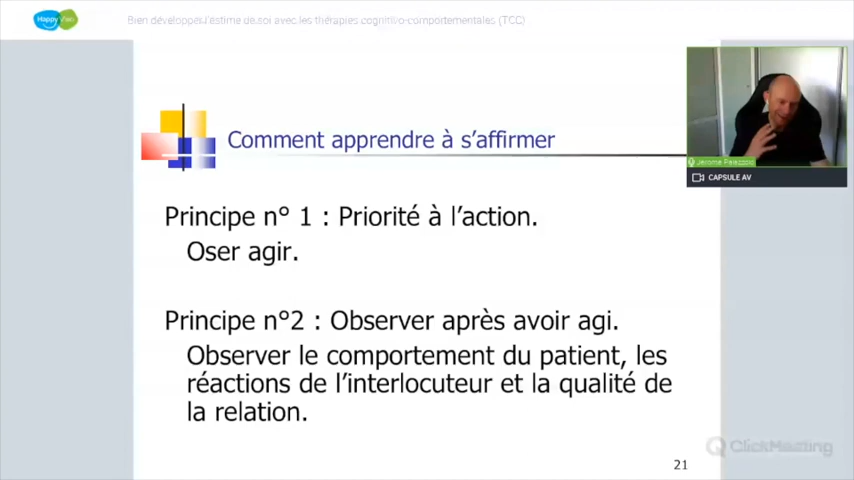 Happy Visio
Bien développer l'estime de soi avec les thérapies cognitivo-comportementales (TCC)
Comment apprendre à s'affirmer
Jerome Palazzolo
CAPSULE AV
Principe n° 1 : Priorité à l'action.
Oser agir.
Principe n°2 : Observer après avoir agi.
Observer le comportement du patient, les
réactions de l'interlocuteur et la qualité de
la relation.
ClickMeeting
21